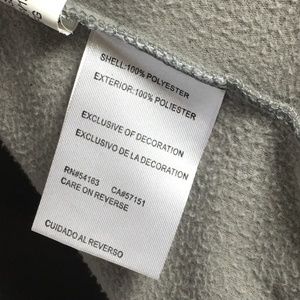 SHELL:100% POLYESTER
EXTERIOR:100% POLIESTER
EXCLUSIVE OF DECORATION
EXCLUSIVO DE LA DECORATION
RN#54163 CA#57151
CARE ON REVERSE
CUIDADO AL REVERSO